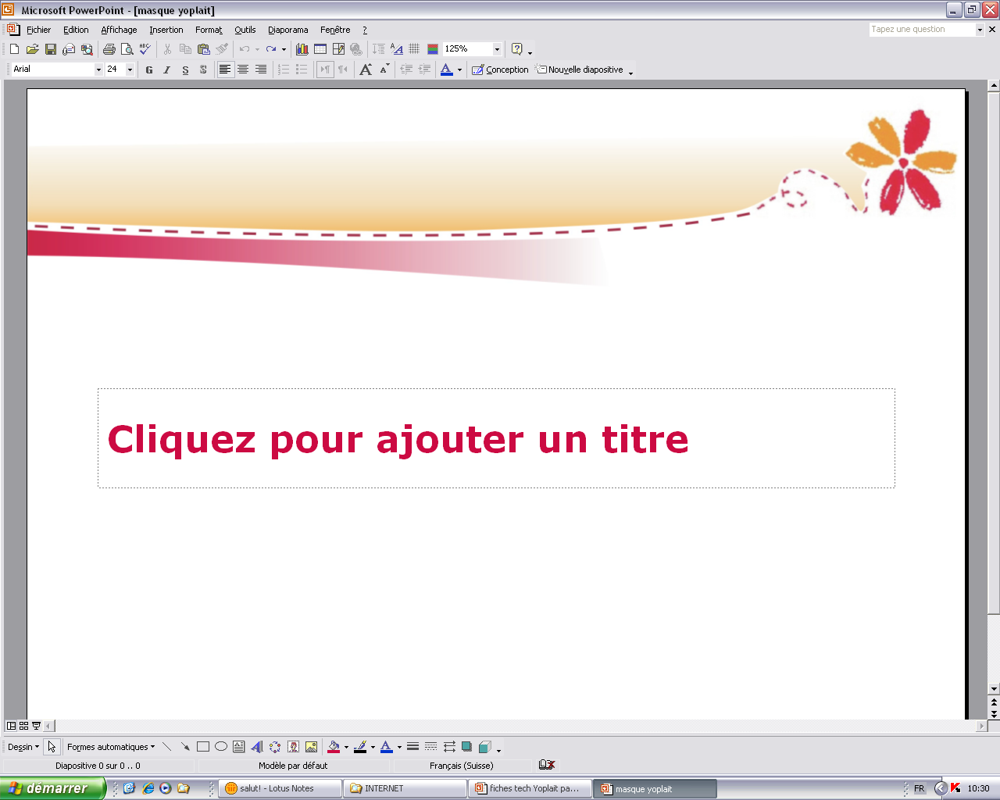 Microsoft PowerPoint - [masque yoplait]
Fichier Edition Affichage Insertion Format Outils Diaporama Fenêtre ? Tapez une question
125%
Arial 24 G I S S Conception Nouvelle diapositive
Cliquez pour ajouter un titre
Dessin Formes automatiques
Diapositive 0 sur 0 .. 0 Modèle par défaut Français (Suisse)
démarrer salut! - Lotus Notes INTERNET fiches tech Yoplait pa... masque yoplait FR 10:30